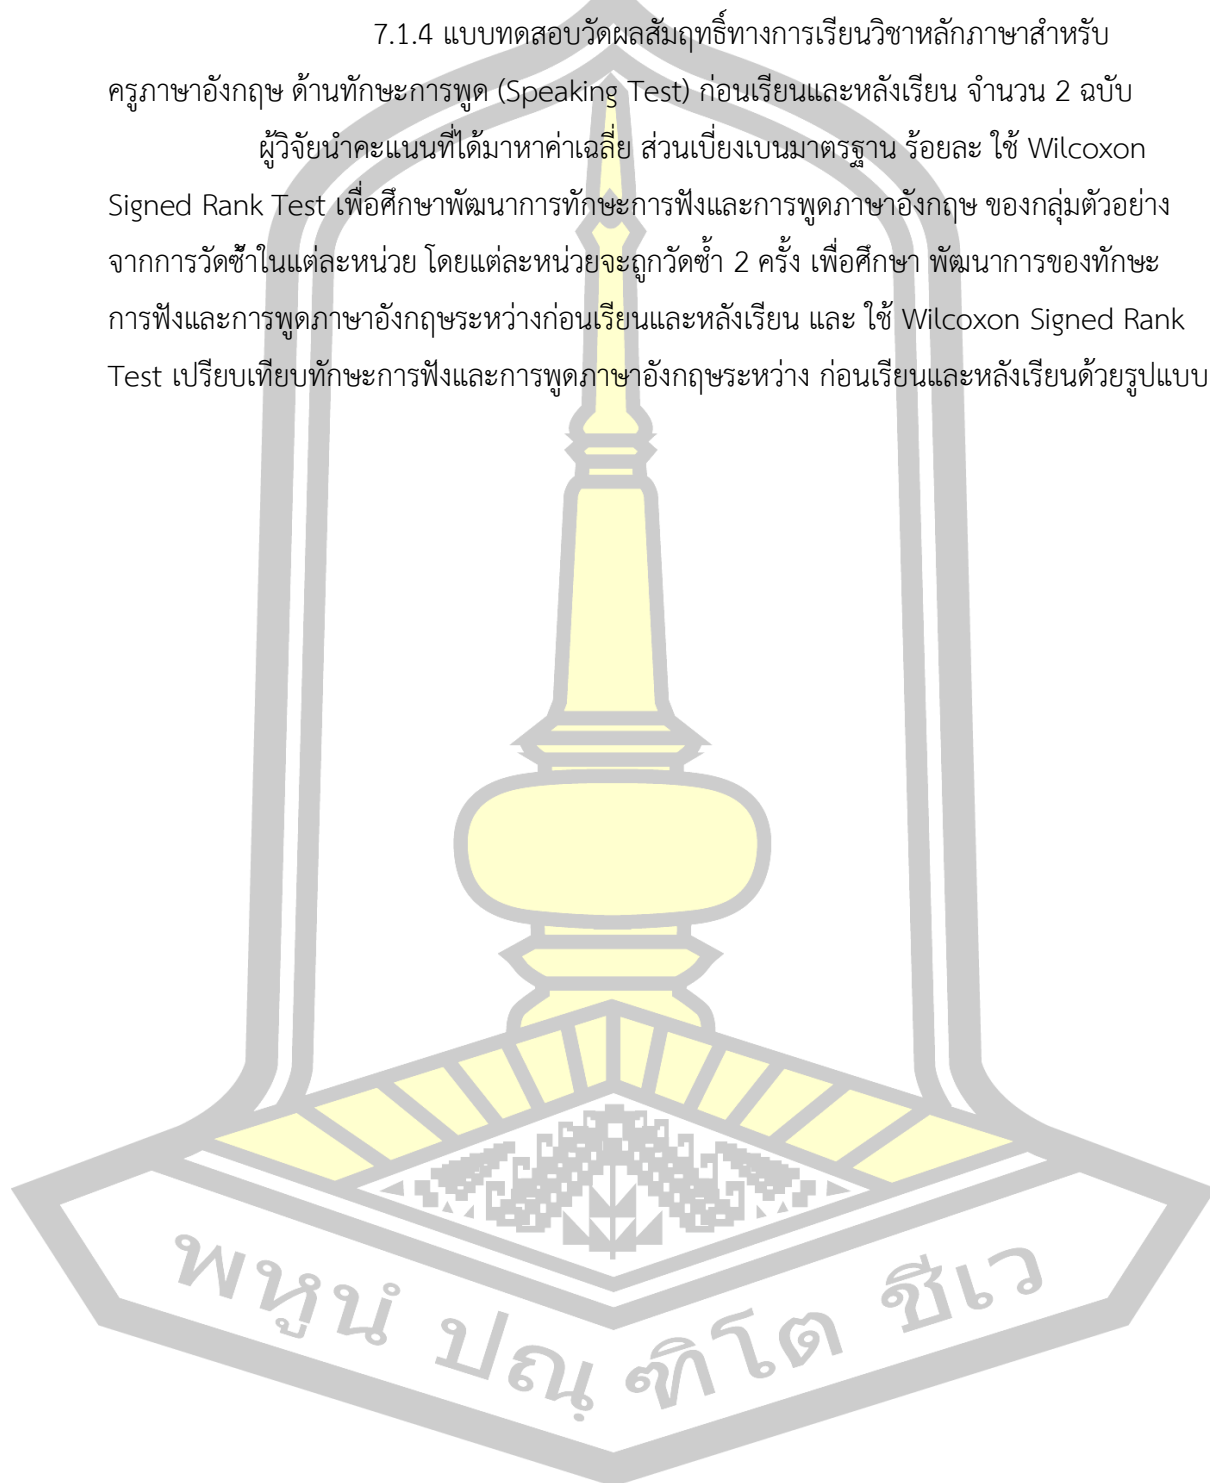 7.1.4 แบบทดสอบวัดผลสัมฤทธิ์ทางการเรียนวิชาหลักภาษาสำหรับ
ครูภาษาอังกฤษ ด้านทักษะการพูด (Speaking Test) ก่อนเรียนและหลังเรียน จำนวน 2 ฉบับ
ผู้วิจัยนำคะแนนที่ได้มาหาค่าเฉลี่ย ส่วนเบี่ยงเบนมาตรฐาน ร้อยละ ใช้ Wilcoxon
Signed Rank Test เพื่อศึกษาพัฒนาการทักษะการฟังและการพูดภาษาอังกฤษ ของกลุ่มตัวอย่าง
จากการวัดซ้ำในแต่ละหน่วย โดยแต่ละหน่วยจะถูกวัดซ้ำ 2 ครั้ง เพื่อศึกษา พัฒนาการของทักษะ
การฟังและการพูดภาษาอังกฤษระหว่างก่อนเรียนและหลังเรียน และ ใช้ Wilcoxon Signed Rank
Test เปรียบเทียบทักษะการฟังและการพูดภาษาอังกฤษระหว่าง ก่อนเรียนและหลังเรียนด้วยรูปแบบ
พหูนํ ปณฺ ฑิโต ชีเว